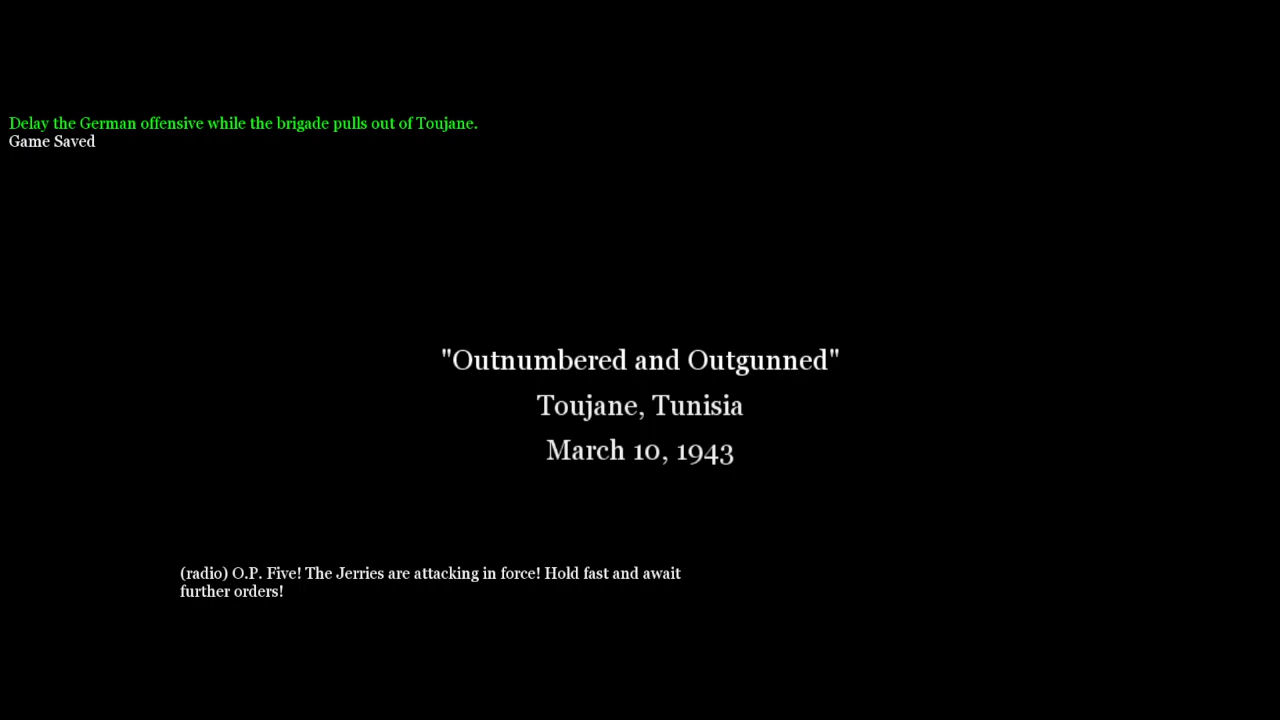 Delay the German offensive while the brigade pulls out of Toujane.
Game Saved
"Outnumbered and Outgunned"
Toujane, Tunisia
March 10, 1943
(radio) O.P. Five! The Jerries are attacking in force! Hold fast and await
further orders!